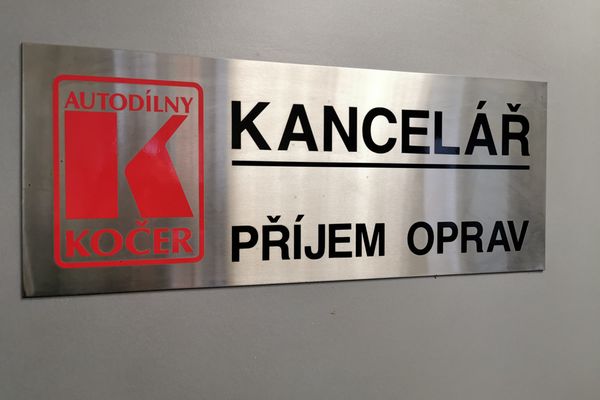 AUTODÍLNY
K
KOČER
KANCELÁŘ
PŘÍJEM OPRAV